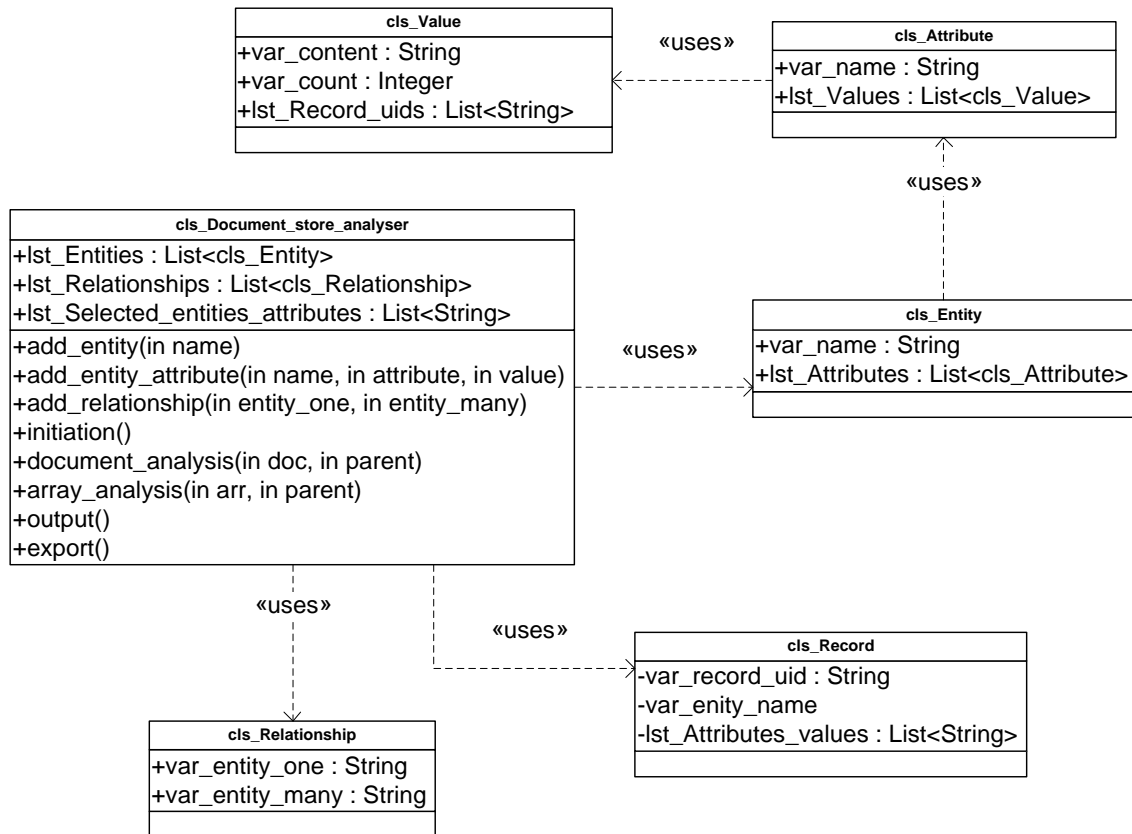 cls_Value
+var_content : String
+var_count : Integer
+lst_Record_uids : List<String>
«uses»
cls_Attribute
+var_name : String
+lst_Values : List<cls_Value>
«uses»
cls_Document_store_analyser
+lst_Entities : List<cls_Entity>
+lst_Relationships : List<cls_Relationship>
+lst_Selected_entities_attributes : List<String>
+add_entity(in name)
+add_entity_attribute(in name, in attribute, in value)
+add_relationship(in entity_one, in entity_many)
+initiation()
+document_analysis(in doc, in parent)
+array_analysis(in arr, in parent)
+output()
+export()
«uses»
cls_Entity
+var_name : String
+lst_Attributes : List<cls_Attribute>
«uses»
«uses»
cls_Record
-var_record_uid : String
-var_enity_name
-lst_Attributes_values : List<String>
cls_Relationship
+var_entity_one : String
+var_entity_many : String